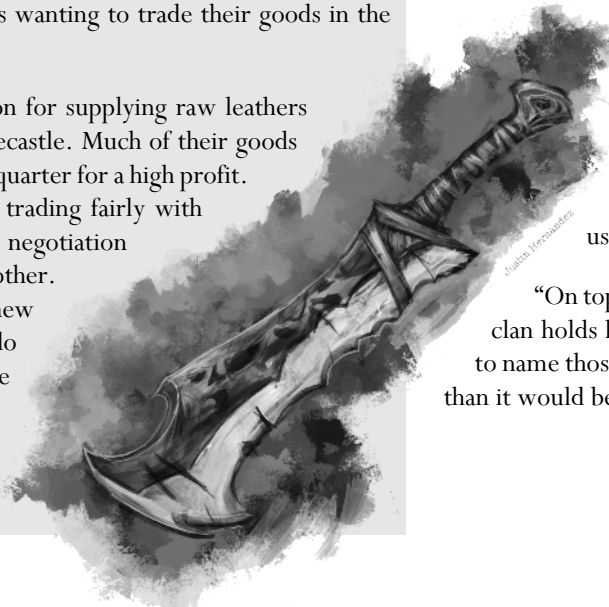 s wanting to trade their goods in the
on for supplying raw leathers
ecastle. Much of their goods
quarter for a high profit.
trading fairly with
negotiation
other.
new
lo
e
Justin Hernandez
us
“On top
clan holds l
to name thos
than it would be